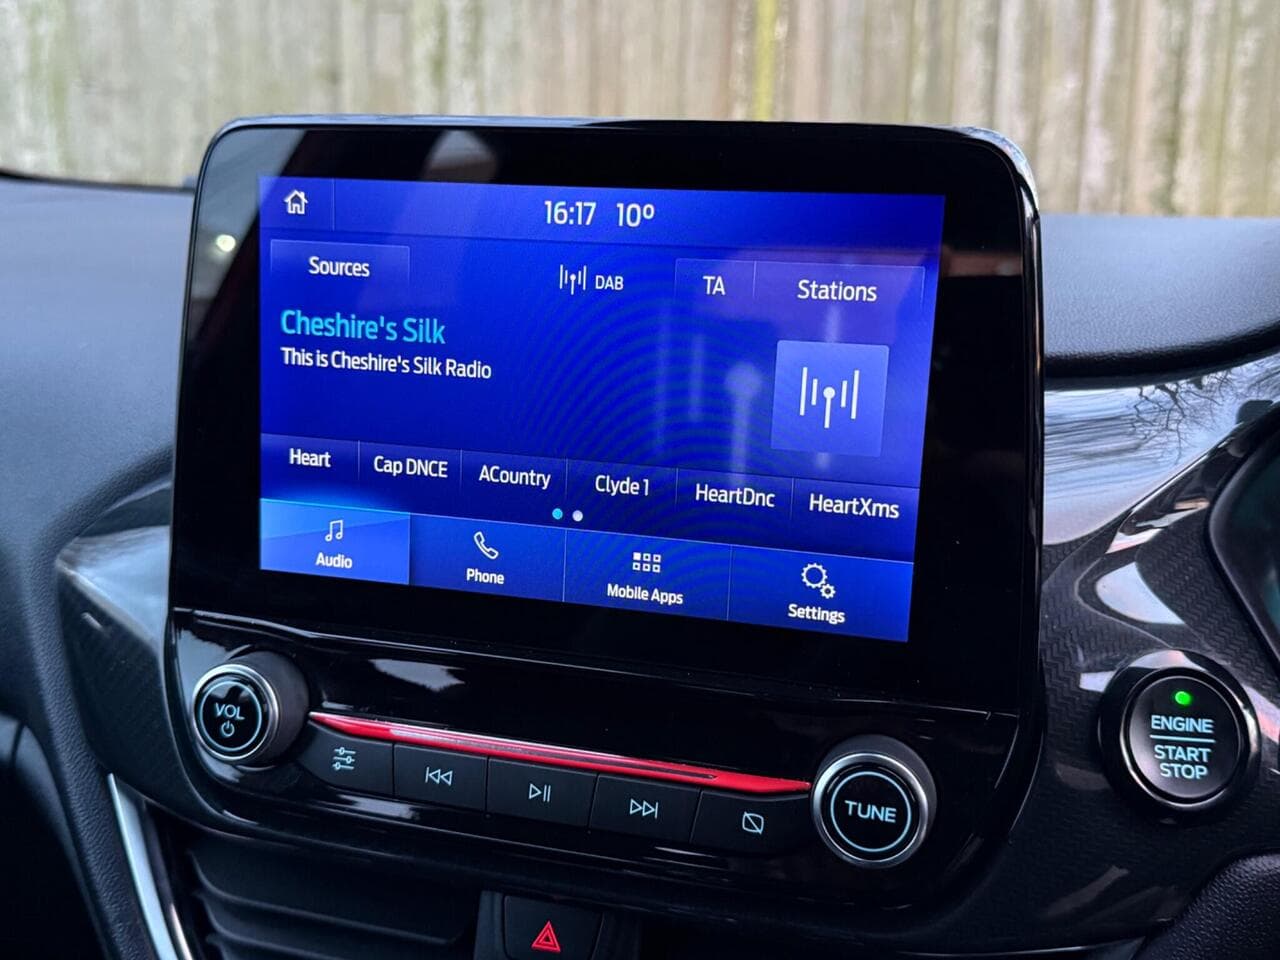 16:17 10º
Sources
DAB
TA
Stations
Cheshire's Silk
This is Cheshire's Silk Radio
Heart
Cap DNCE
ACountry
Clyde 1
HeartDnc
HeartXms
Audio
Phone
Mobile Apps
Settings
VOL
TUNE
ENGINE
START
STOP